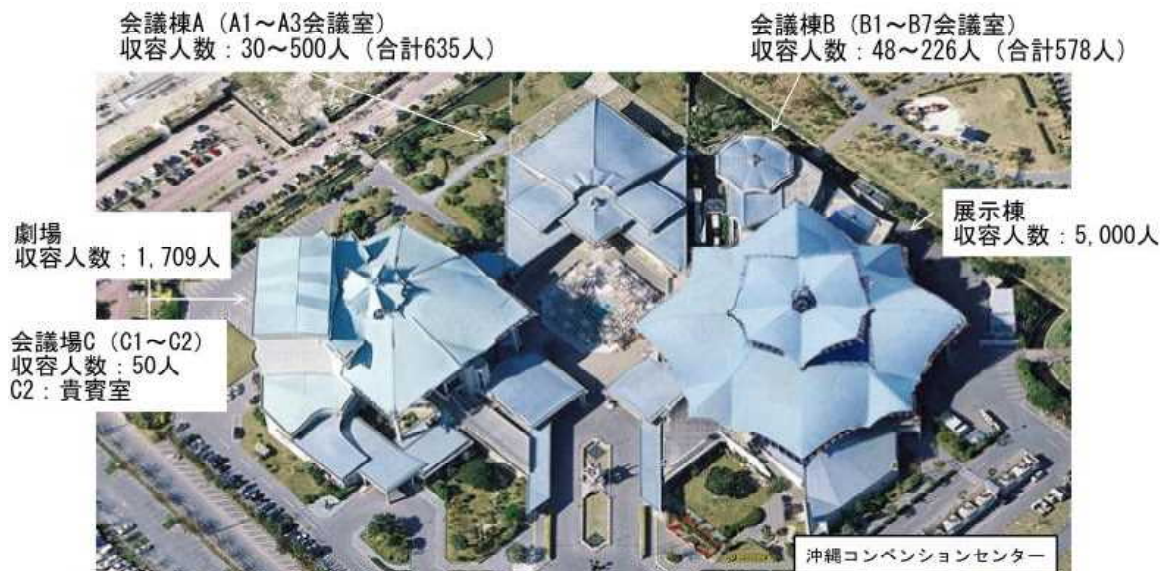 会議棟A（A1～A3会議室）
収容人数：30～500人（合計635人）
会議棟B（B1～B7会議室）
収容人数：48～226人（合計578人）
劇場
収容人数：1,709人
展示棟
収容人数：5,000人
会議場C（C1～C2）
収容人数：50人
C2：貴賓室
沖縄コンベンションセンター